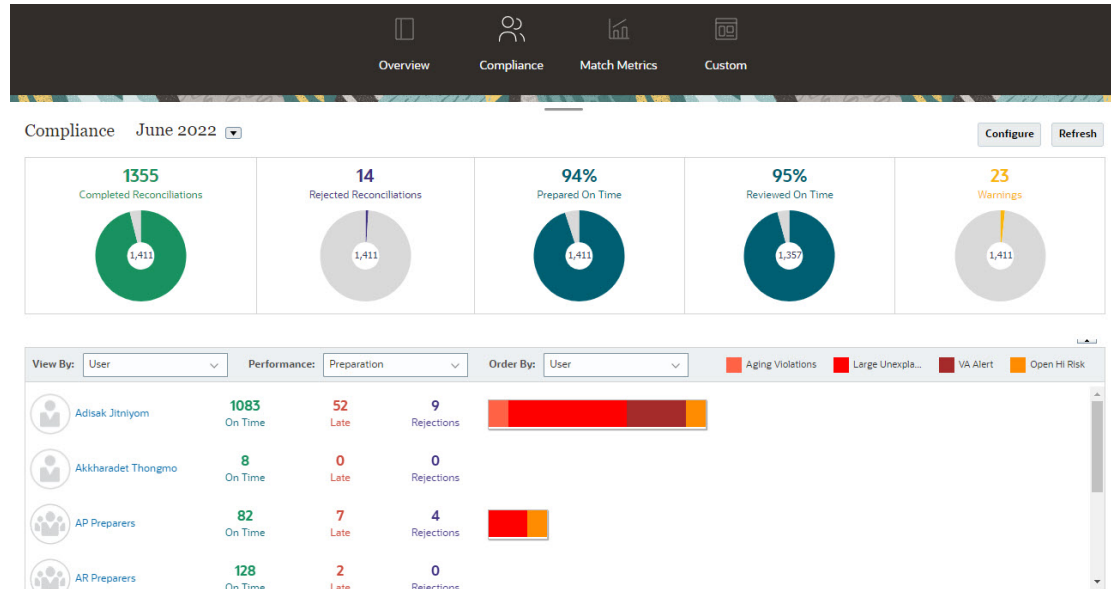 Overview Compliance Match Metrics Custom
Compliance June 2022
Configure Refresh
1355 14 94% 95% 23
Completed Reconciliations Rejected Reconciliations Prepared On Time Reviewed On Time Warnings
1,411 1,411 1,411 1,357 1,411
View By: User Performance: Preparation Order By: User Aging Violations Large Unexpla... VA Alert Open Hi Risk
Adisak Jitniyom 1083 52 9
On Time Late Rejections
Akkharadet Thongmo 8 0 0
On Time Late Rejections
AP Preparers 82 7 4
On Time Late Rejections
AR Preparers 128 2 0
On Time Late Rejections